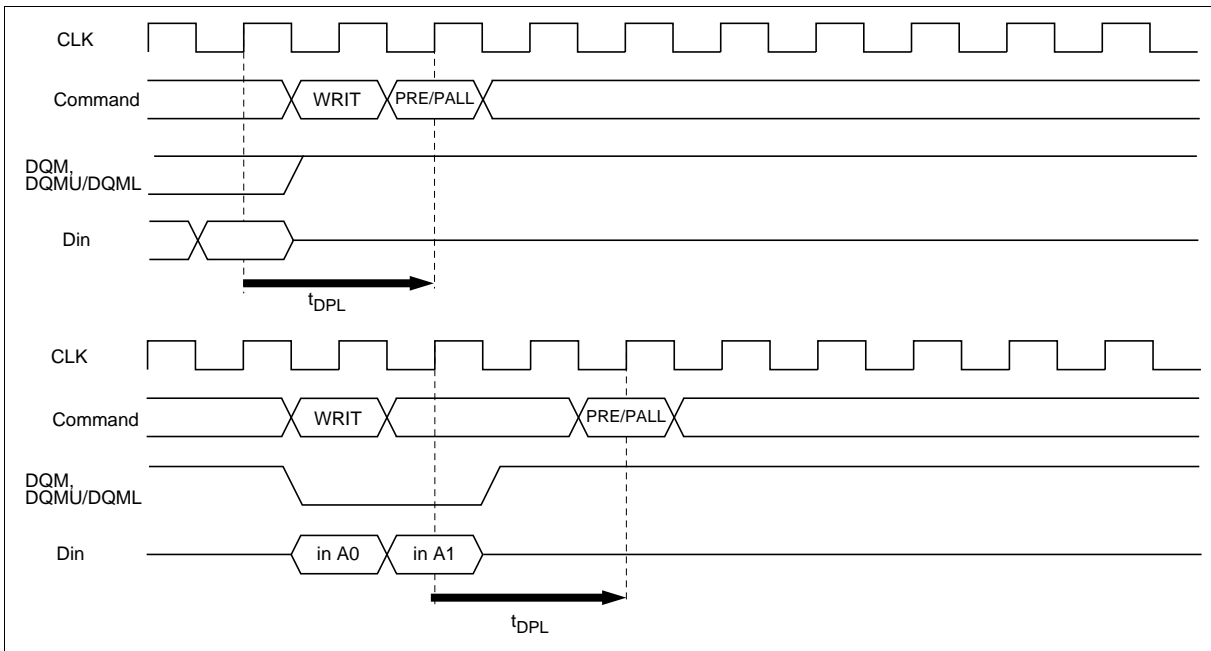 CLK
Command
WRIT
PRE/PALL
DQM,
DQMU/DQML
Din
tDPL
CLK
Command
WRIT
PRE/PALL
DQM,
DQMU/DQML
Din
in A0
in A1
tDPL